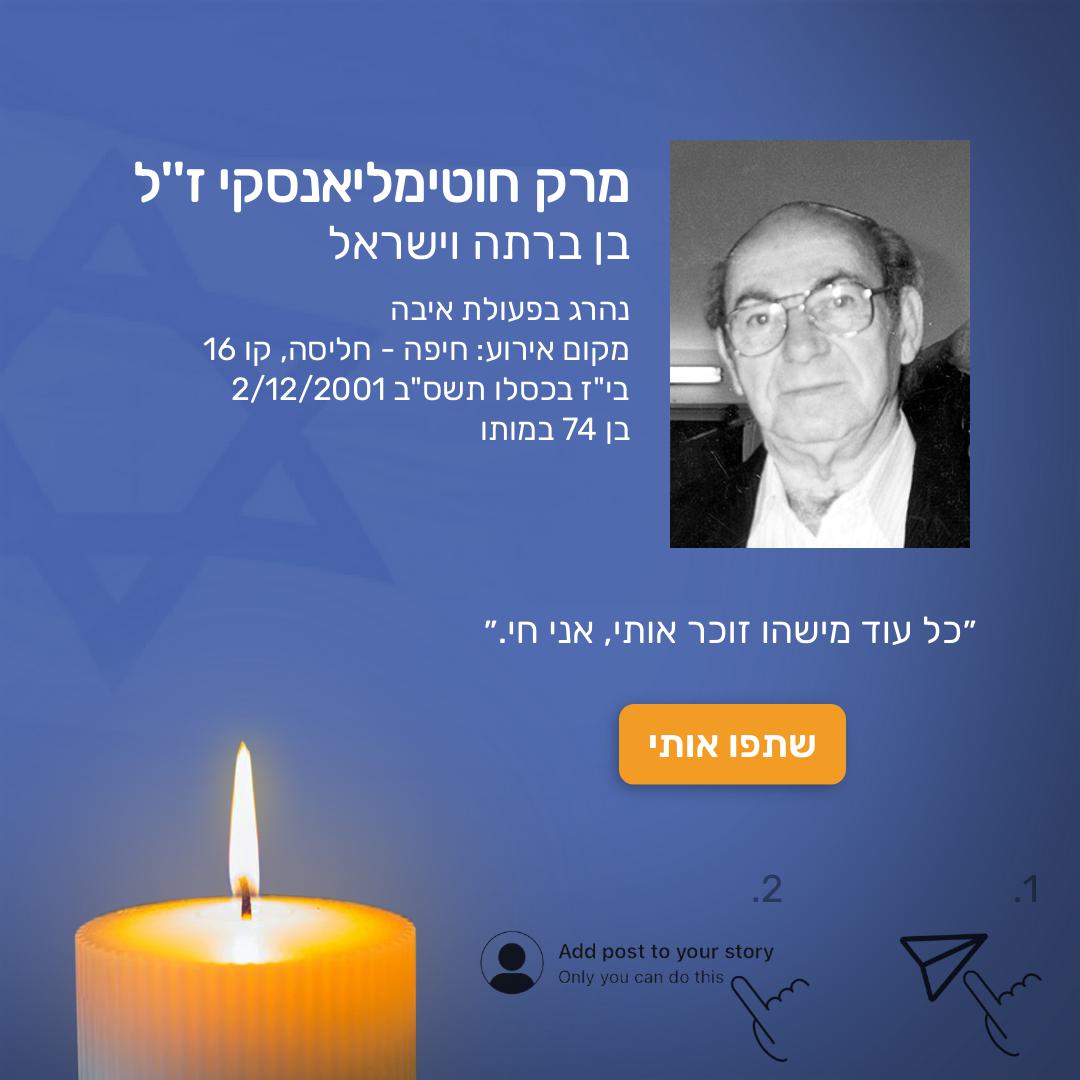 מרק חוטימליאנסקי ז"ל
בן ברתה וישראל
נהרג בפעולת איבה
מקום אירוע: חיפה - חליסה, קו 16
בי"ז בכסלו תשס"ב 2/12/2001
בן 74 במותו
״כל עוד מישהו זוכר אותי, אני חי.״
שתפו אותי
.1
.2
Add post to your story
Only you can do this